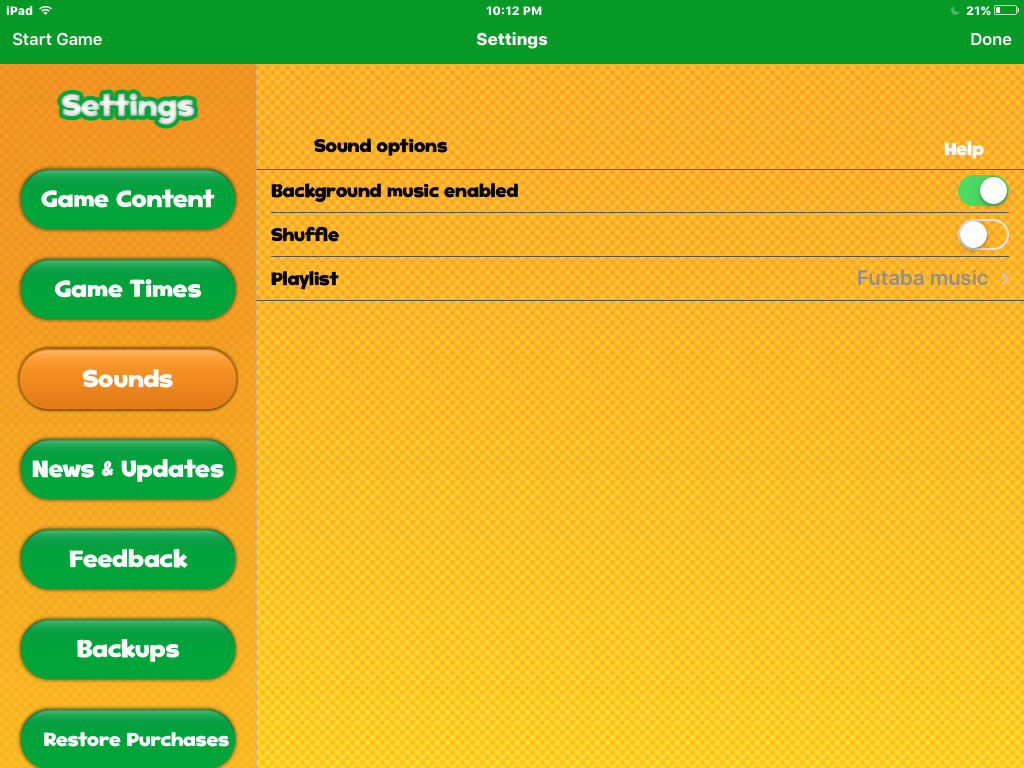 iPad 10:12 PM 21%
Start Game Settings Done
Settings
Game Content
Game Times
Sounds
News & Updates
Feedback
Backups
Restore Purchases
Sound options Help
Background music enabled
Shuffle
Playlist Futaba music